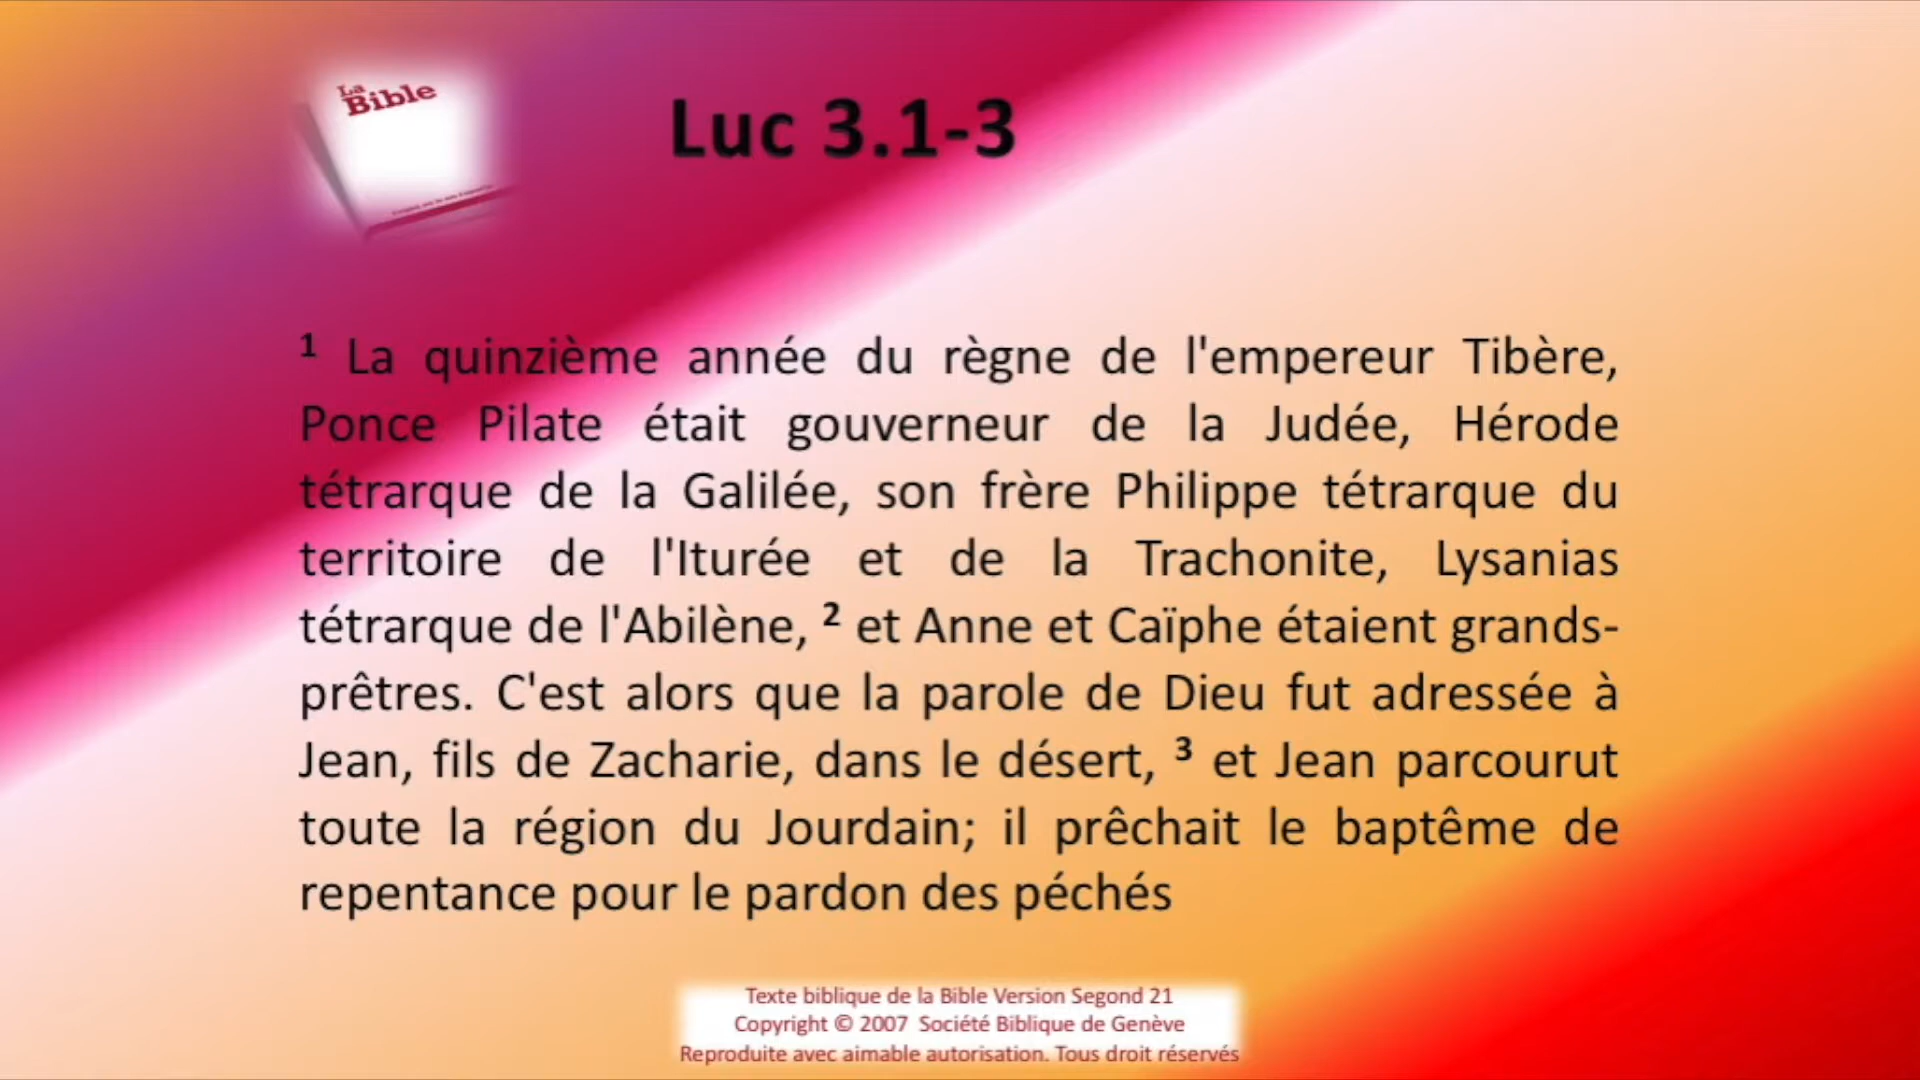 La
Bible
Luc 3.1-3
1 La quinzième année du règne de l'empereur Tibère,
Ponce Pilate était gouverneur de la Judée, Hérode
tétrarque de la Galilée, son frère Philippe tétrarque du
territoire de l'Iturée et de la Trachonite, Lysanias
tétrarque de l'Abilène, 2 et Anne et Caïphe étaient grands-
prêtres. C'est alors que la parole de Dieu fut adressée à
Jean, fils de Zacharie, dans le désert, 3 et Jean parcourut
toute la région du Jourdain; il prêchait le baptême de
repentance pour le pardon des péchés
Texte biblique de la Bible Version Segond 21
Copyright © 2007 Société Biblique de Genève
Reproduite avec aimable autorisation. Tous droit réservés